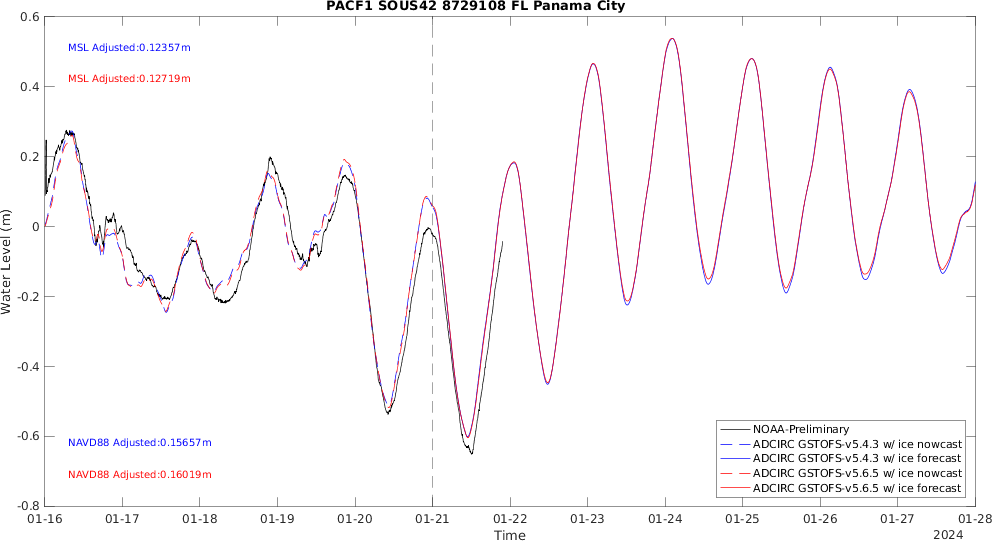 PACF1 SOUS42 8729108 FL Panama City
0.6
0.4
0.2
0
-0.2
-0.4
-0.6
-0.8
Water Level (m)
MSL Adjusted:0.12357m
MSL Adjusted:0.12719m
NAVD88 Adjusted:0.15657m
NAVD88 Adjusted:0.16019m
NOAA-Preliminary
ADCIRC GSTOFS-v5.4.3 w/ ice nowcast
ADCIRC GSTOFS-v5.4.3 w/ ice forecast
ADCIRC GSTOFS-v5.6.5 w/ ice nowcast
ADCIRC GSTOFS-v5.6.5 w/ ice forecast
01-16 01-17 01-18 01-19 01-20 01-21 01-22 01-23 01-24 01-25 01-26 01-27 01-28
Time
2024